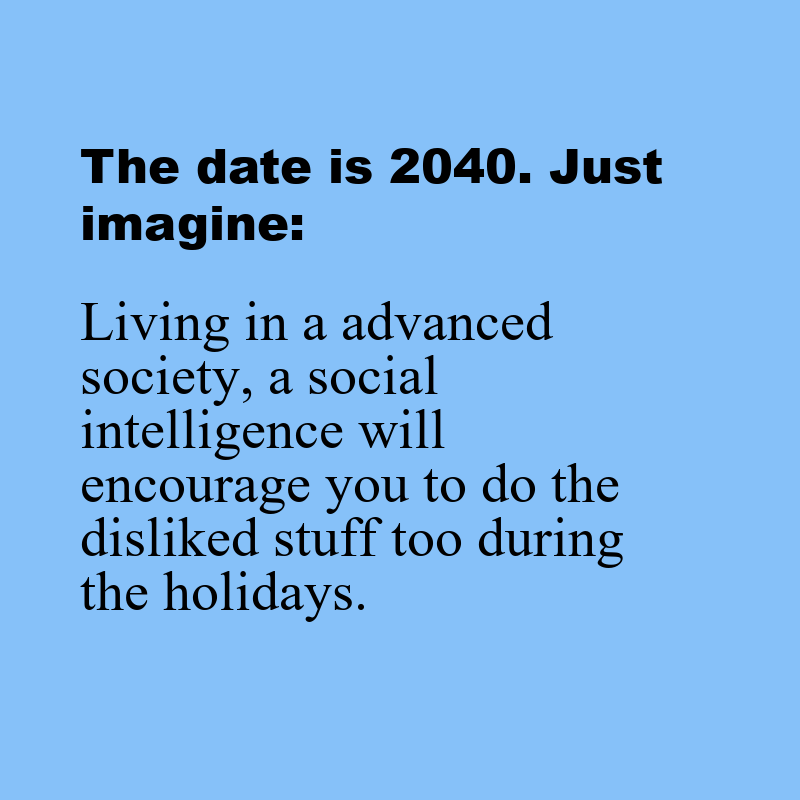 The date is 2040. Just
imagine:
Living in a advanced
society, a social
intelligence will
encourage you to do the
disliked stuff too during
the holidays.